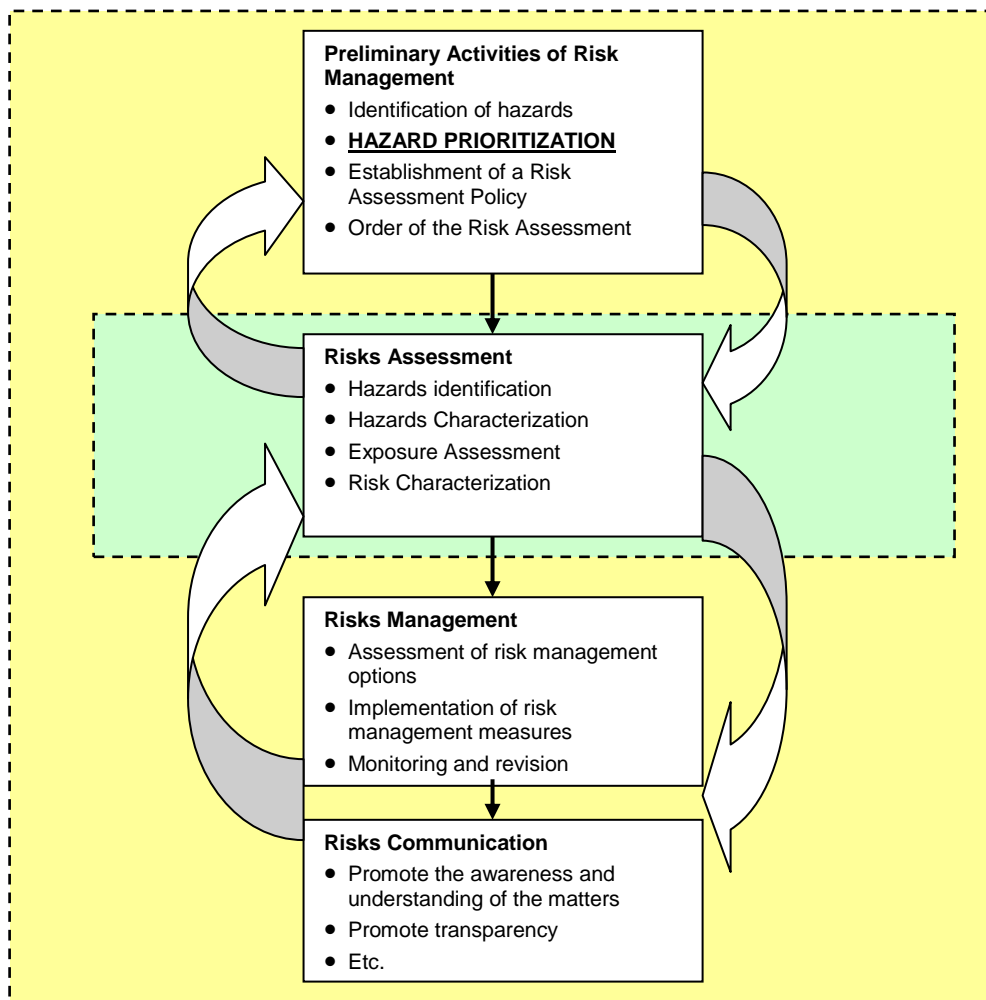 Preliminary Activities of Risk
Management
• Identification of hazards
• HAZARD PRIORITIZATION
• Establishment of a Risk
Assessment Policy
• Order of the Risk Assessment
Risks Assessment
• Hazards identification
• Hazards Characterization
• Exposure Assessment
• Risk Characterization
Risks Management
• Assessment of risk management
options
• Implementation of risk
management measures
• Monitoring and revision
Risks Communication
• Promote the awareness and
understanding of the matters
• Promote transparency
• Etc.